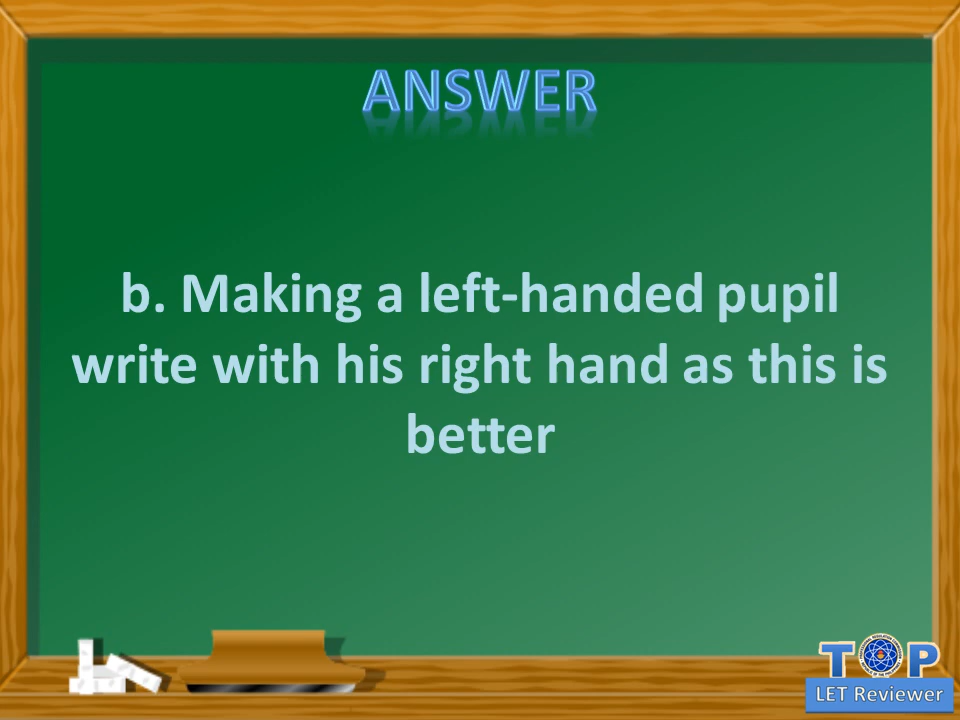 ANSWER
b. Making a left-handed pupil
write with his right hand as this is
better
TOP
LET Reviewer